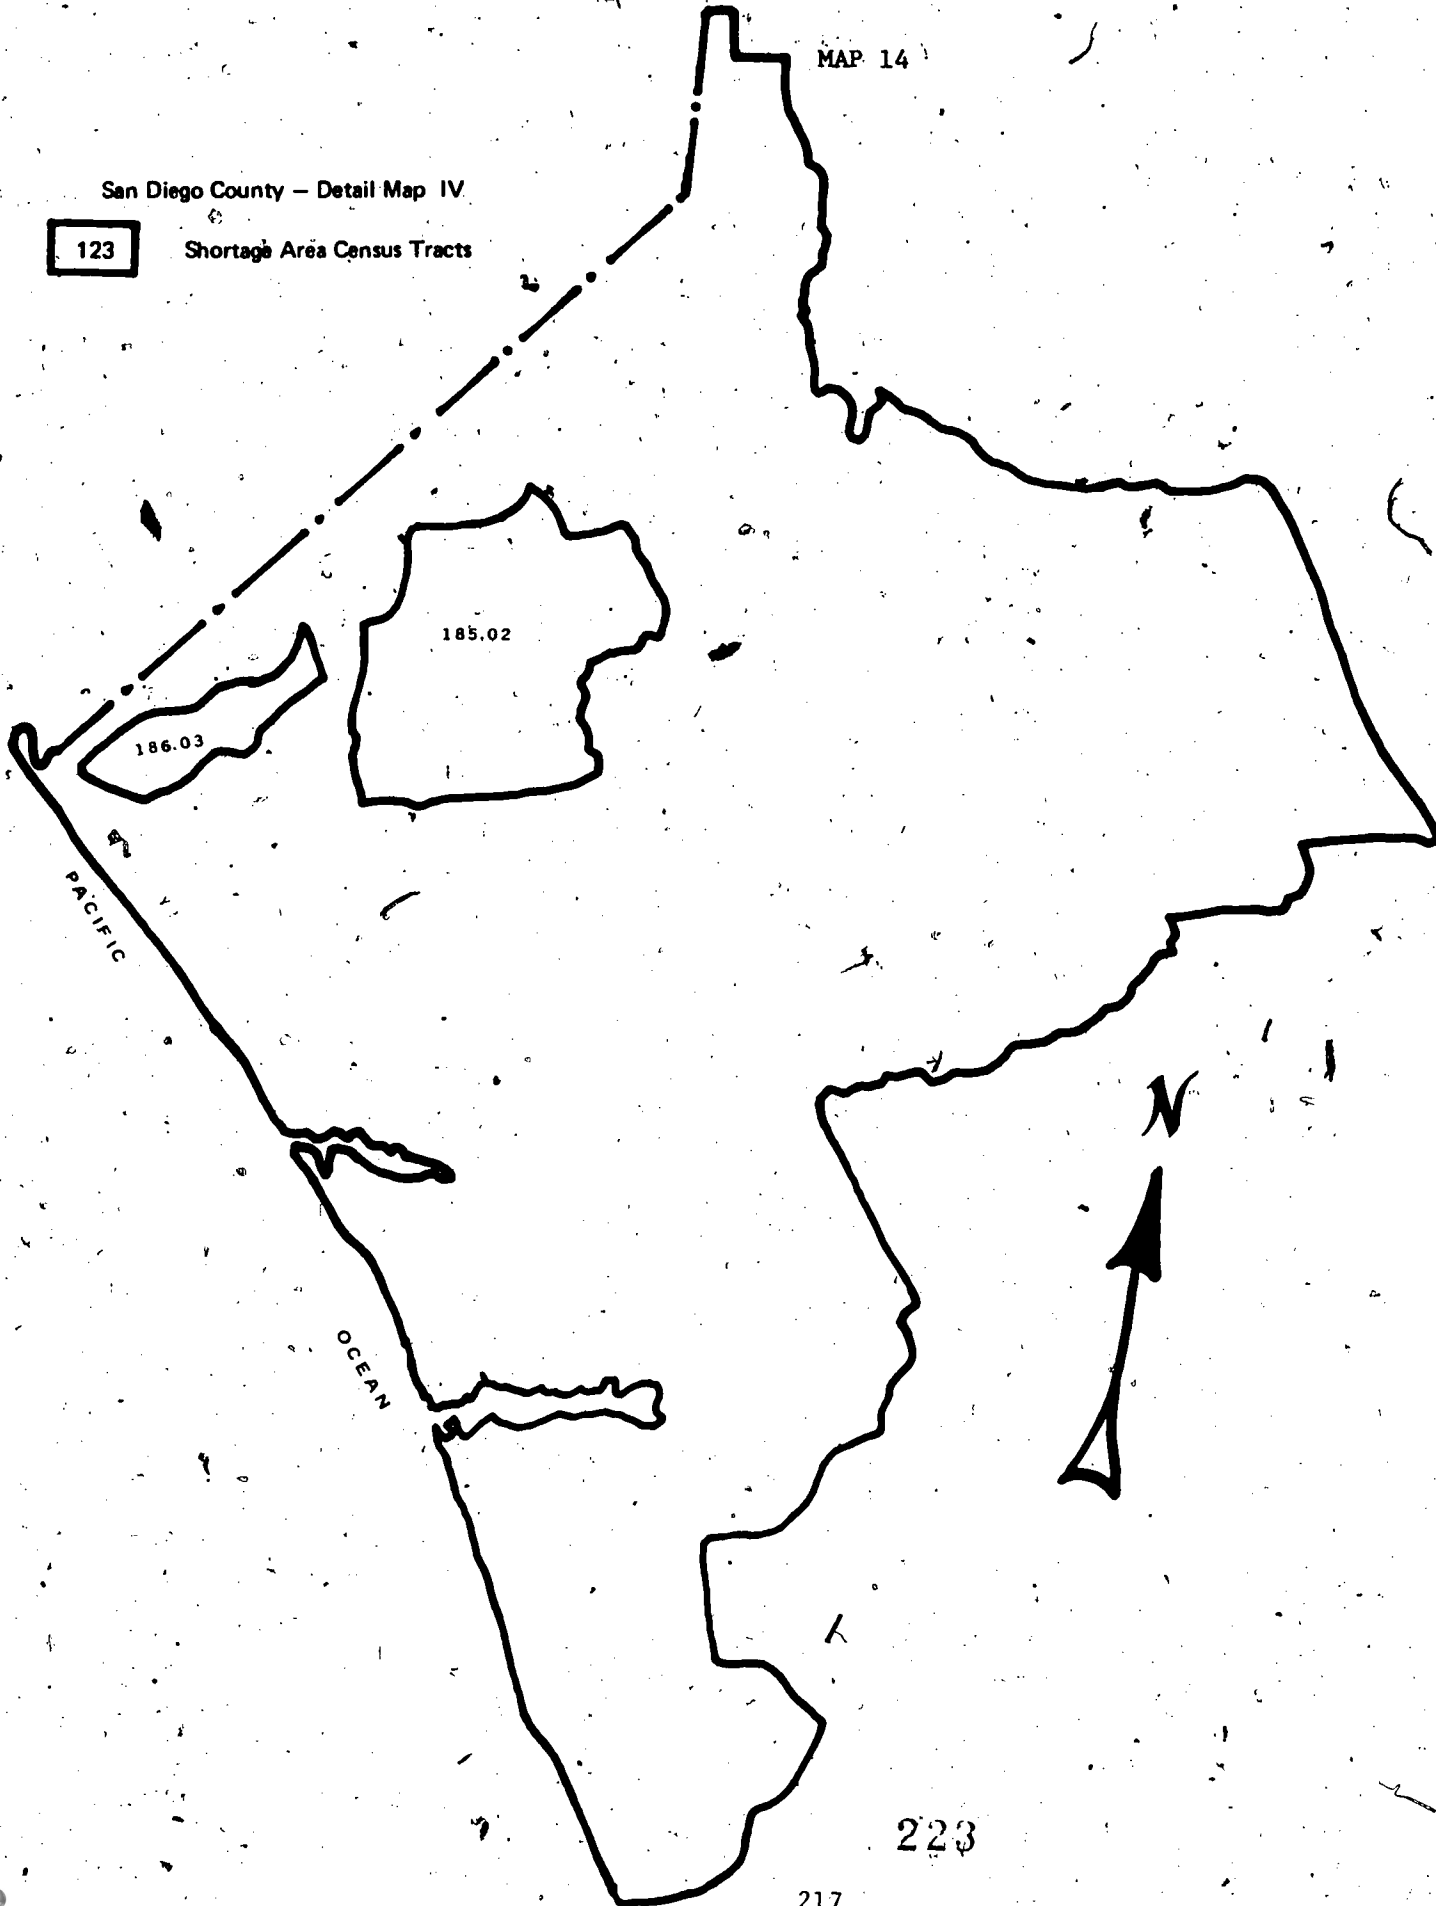 MAP 14
San Diego County – Detail Map IV
123 Shortage Area Census Tracts
185.02
186.03
PACIFIC
OCEAN
N
223
217